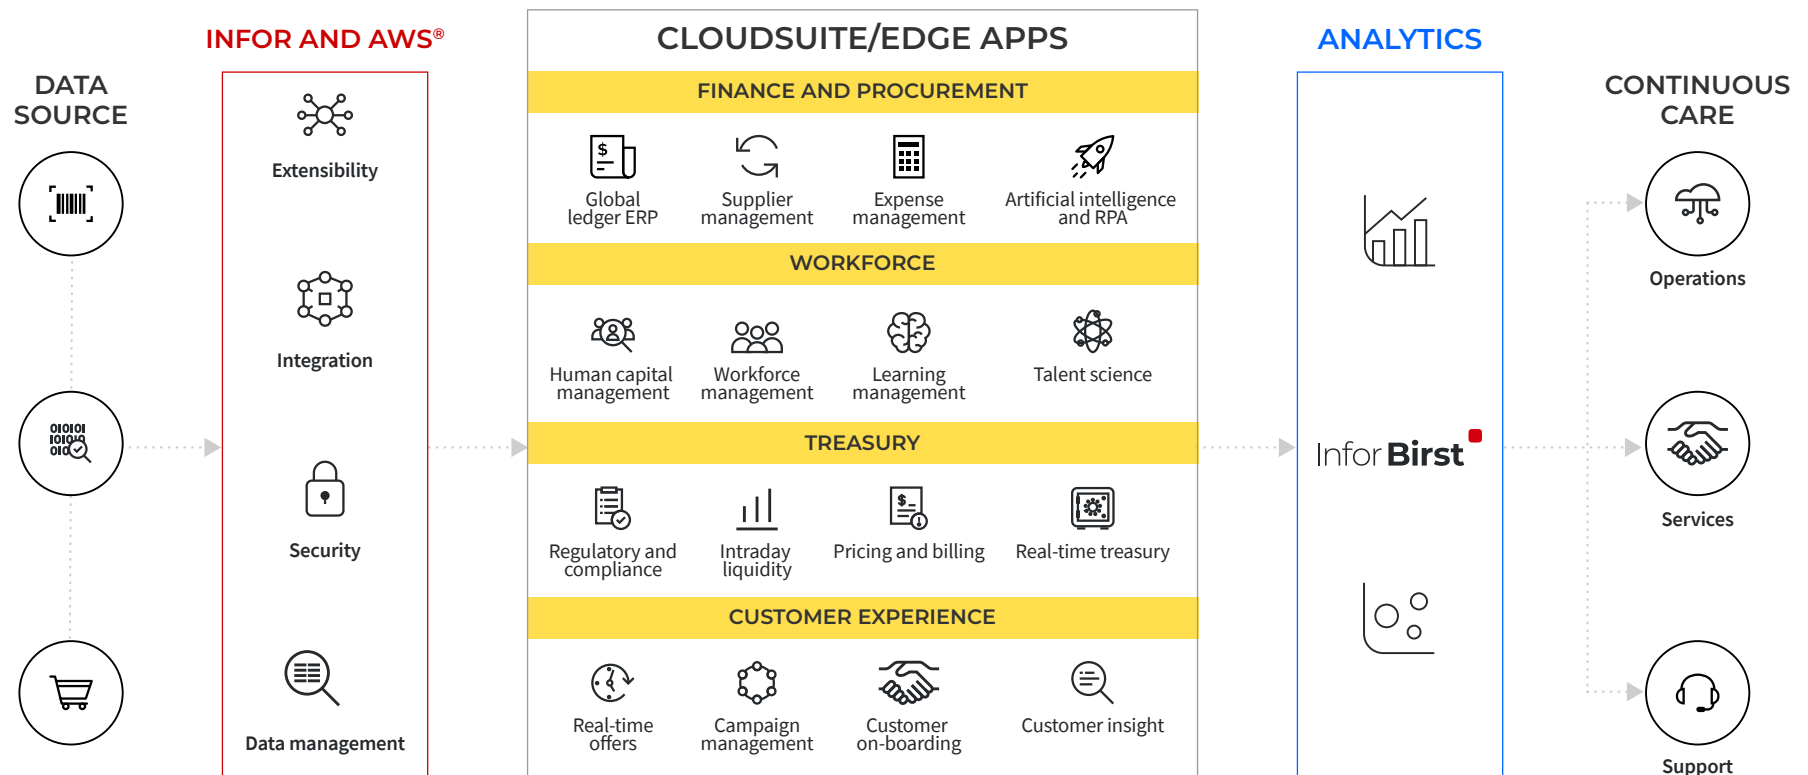 DATA
SOURCE
INFOR AND AWS®
Extensibility
Integration
Security
Data management
CLOUDSUITE/EDGE APPS
FINANCE AND PROCUREMENT
Global
ledger ERP
Supplier
management
Expense
management
Artificial intelligence
and RPA
WORKFORCE
Human capital
management
Workforce
management
Learning
management
Talent science
TREASURY
Regulatory and
compliance
Intraday
liquidity
Pricing and billing
Real-time treasury
CUSTOMER EXPERIENCE
Real-time
offers
Campaign
management
Customer
on-boarding
Customer insight
ANALYTICS
Infor Birst
CONTINUOUS
CARE
Operations
Services
Support